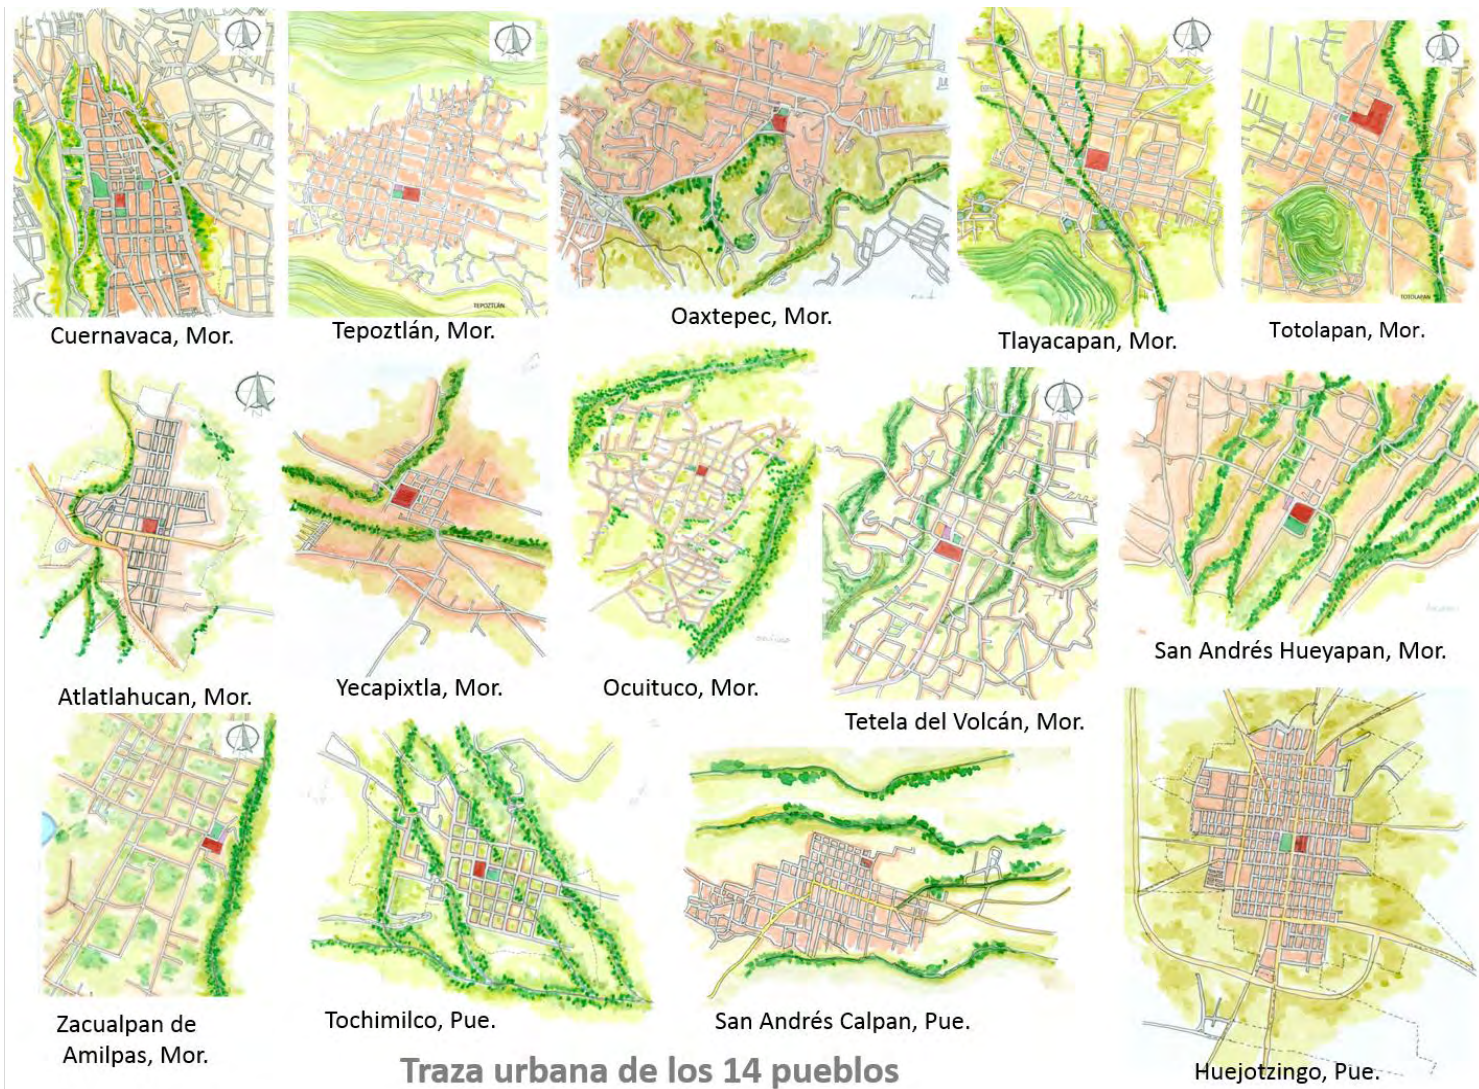 Cuernavaca, Mor.
TEPOZTLÁN
Tepoztlán, Mor.
Oaxtepec, Mor.
Tlayacapan, Mor.
TOTOLAPAN
Totolapan, Mor.
N
Atlatlahucan, Mor.
Yecapixtla, Mor.
Ocuituco, Mor.
Tetela del Volcán, Mor.
San Andrés Hueyapan, Mor.
Zacualpan de
Amilpas, Mor.
Tochimilco, Pue.
San Andrés Calpan, Pue.
Huejotzingo, Pue.
Traza urbana de los 14 pueblos